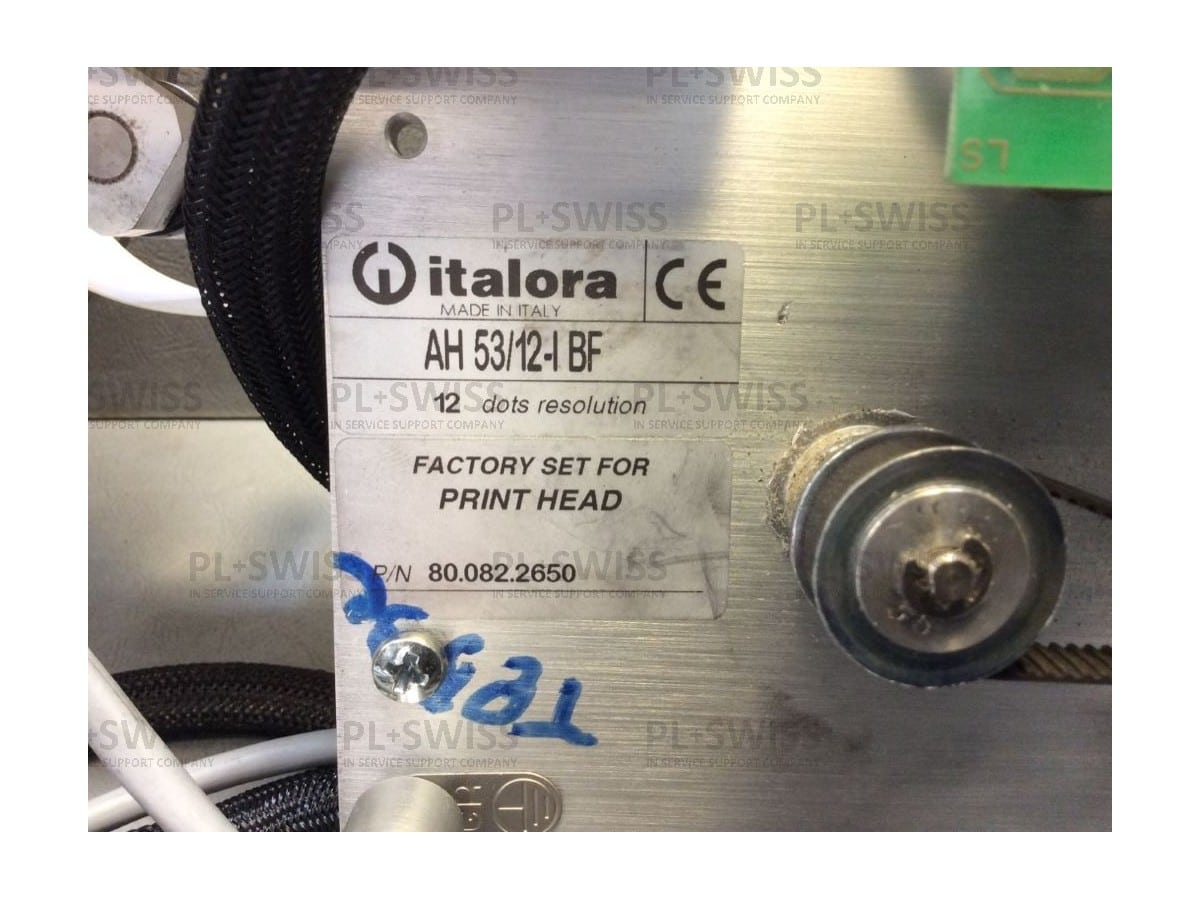 italora
CE
MADE IN ITALY
AH 53/12-I BF
12 dots resolution
FACTORY SET FOR
PRINT HEAD
P/N 80.082.2650
LS
PL+SWISS
IN SERVICE SUPPORT COMPANY